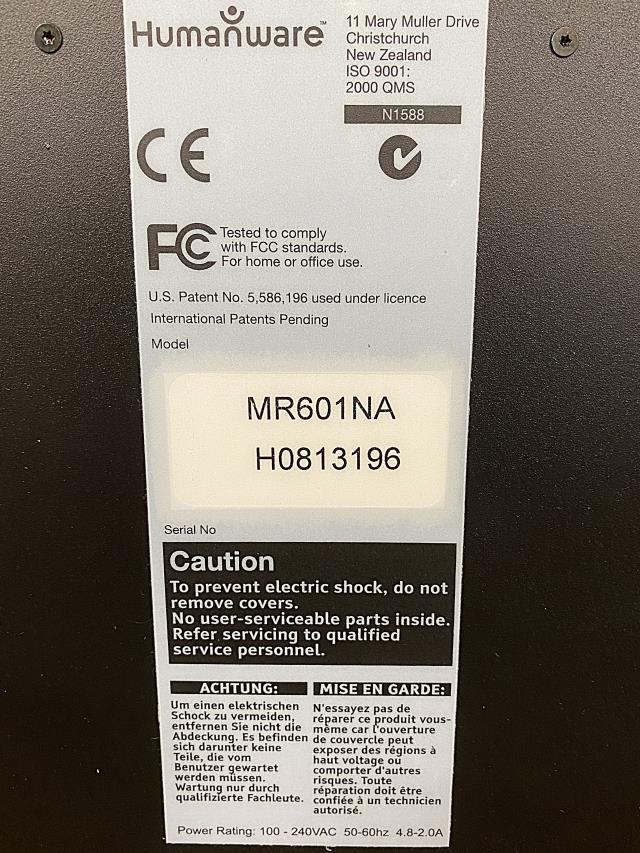 HumanWare™
11 Mary Muller Drive
Christchurch
New Zealand
ISO 9001:
2000 QMS
N1588
CE
FC Tested to comply
with FCC standards.
For home or office use.
U.S. Patent No. 5,586,196 used under licence
International Patents Pending
Model
MR601NA
H0813196
Serial No
Caution
To prevent electric shock, do not
remove covers.
No user-serviceable parts inside.
Refer servicing to qualified
service personnel.
ACHTUNG:
Um einen elektrischen
Schock zu vermeiden,
entfernen Sie nicht die
Abdeckung. Es befinden
sich darunter keine
Teile, die vom
Benutzer gewartet
werden müssen.
Wartung nur durch
qualifizierte Fachleute.
MISE EN GARDE:
N'essayez pas de
réparer ce produit vous-
même car l'ouverture
de couvercle peut
exposer des régions à
haut voltage ou
comporter d'autres
risques. Toute
réparation doit être
confiée à un technicien
autorisé.
Power Rating: 100 - 240VAC 50-60hz 4.8-2.0A